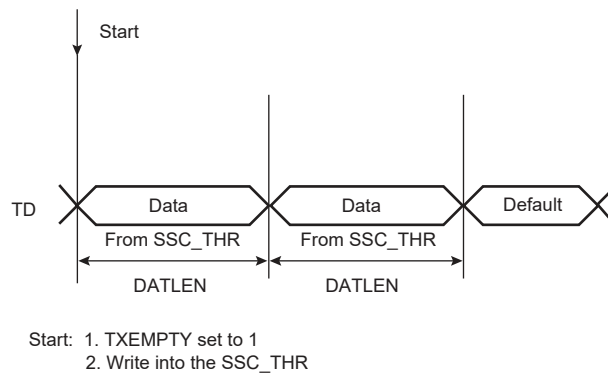 Start
TD
Data
Data
Default
From SSC_THR
From SSC_THR
DATLEN
DATLEN
Start: 1. TXEMPTY set to 1
2. Write into the SSC_THR